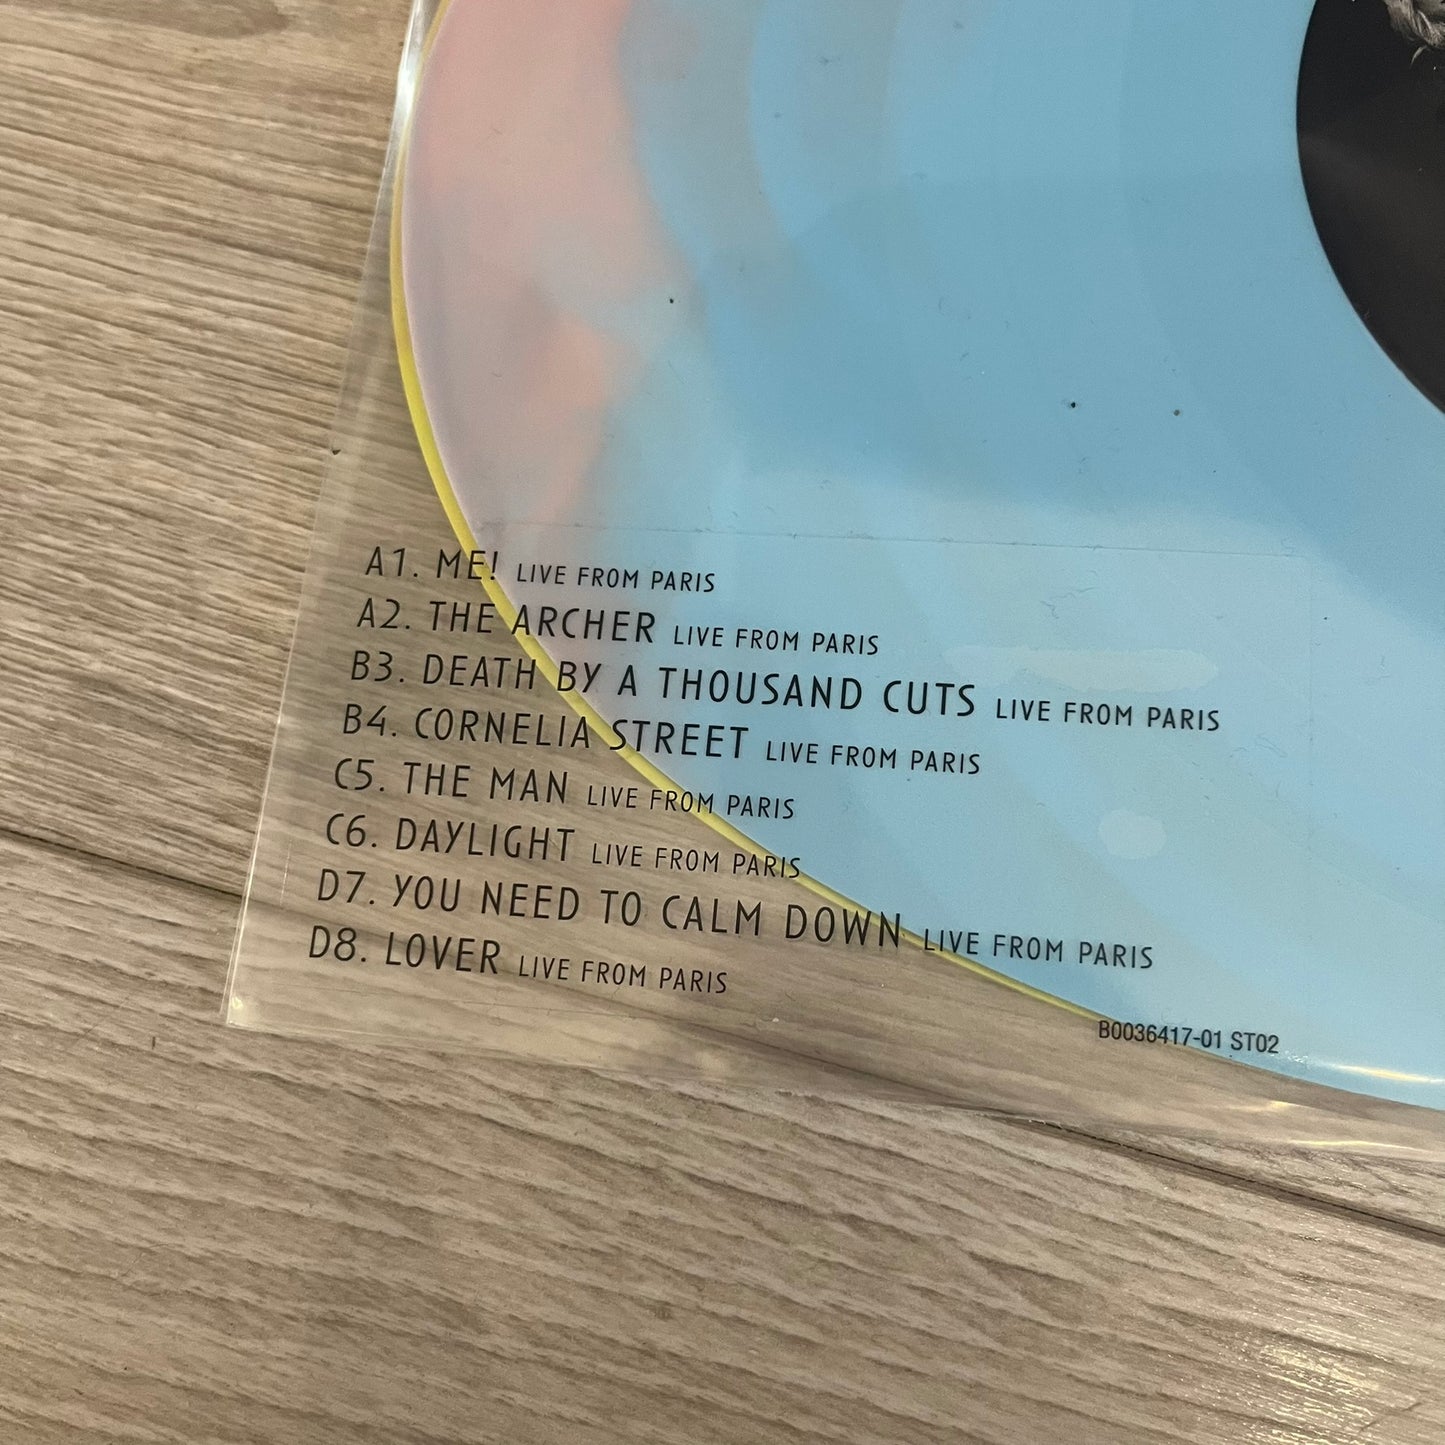 A1. ME! LIVE FROM PARIS
A2. THE ARCHER LIVE FROM PARIS
B3. DEATH BY A THOUSAND CUTS LIVE FROM PARIS
B4. CORNELIA STREET LIVE FROM PARIS
C5. THE MAN LIVE FROM PARIS
C6. DAYLIGHT LIVE FROM PARIS
D7. YOU NEED TO CALM DOWN LIVE FROM PARIS
D8. LOVER LIVE FROM PARIS
B0036417-01 ST02